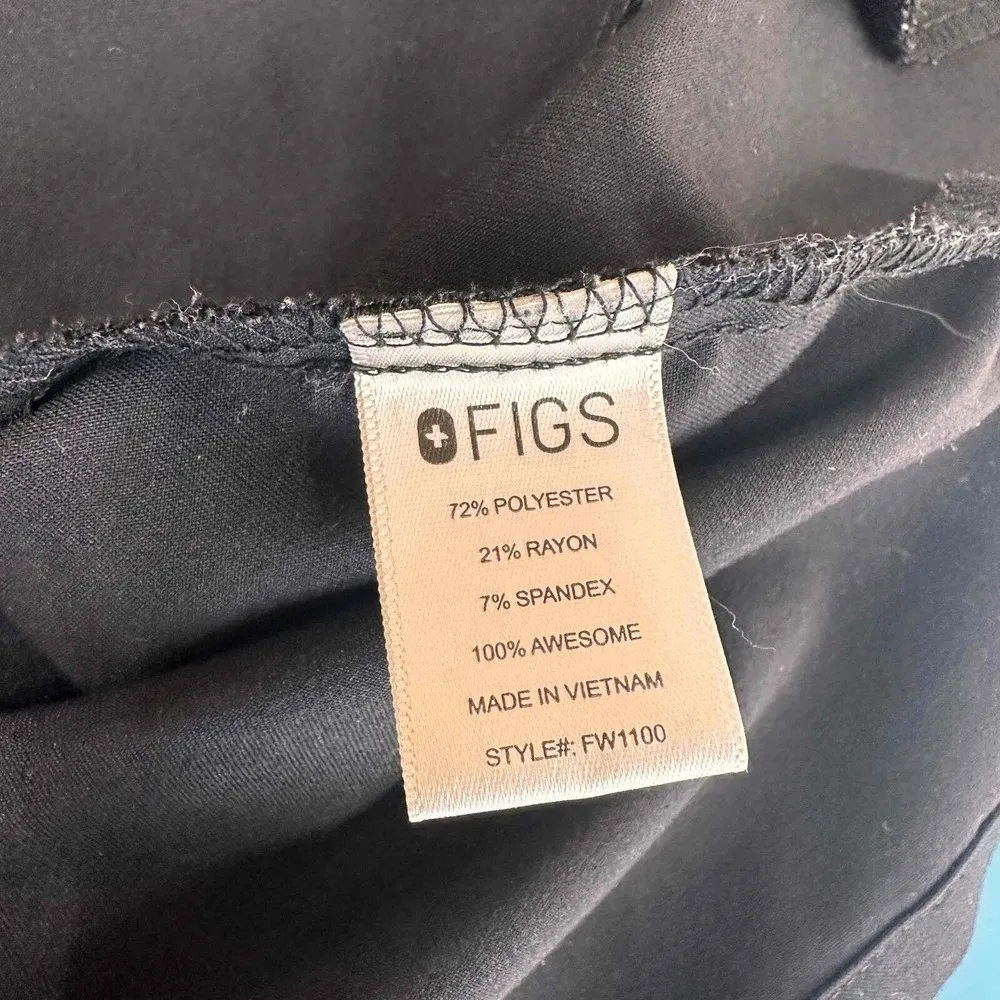 FIGS
72% POLYESTER
21% RAYON
7% SPANDEX
100% AWESOME
MADE IN VIETNAM
STYLE#: FW1100